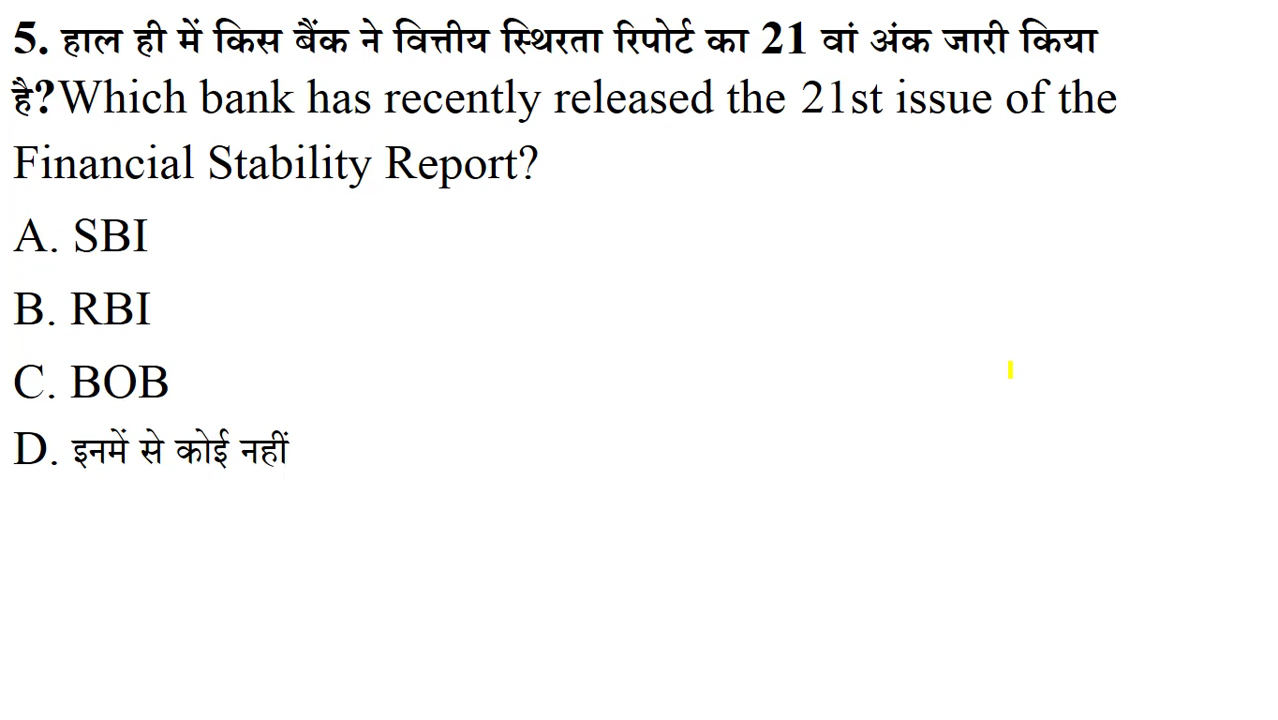 5. हाल ही में किस बैंक ने वित्तीय स्थिरता रिपोर्ट का 21 वां अंक जारी किया
है?Which bank has recently released the 21st issue of the
Financial Stability Report?
A. SBI
B. RBI
C. BOB
D. इनमें से कोई नहीं